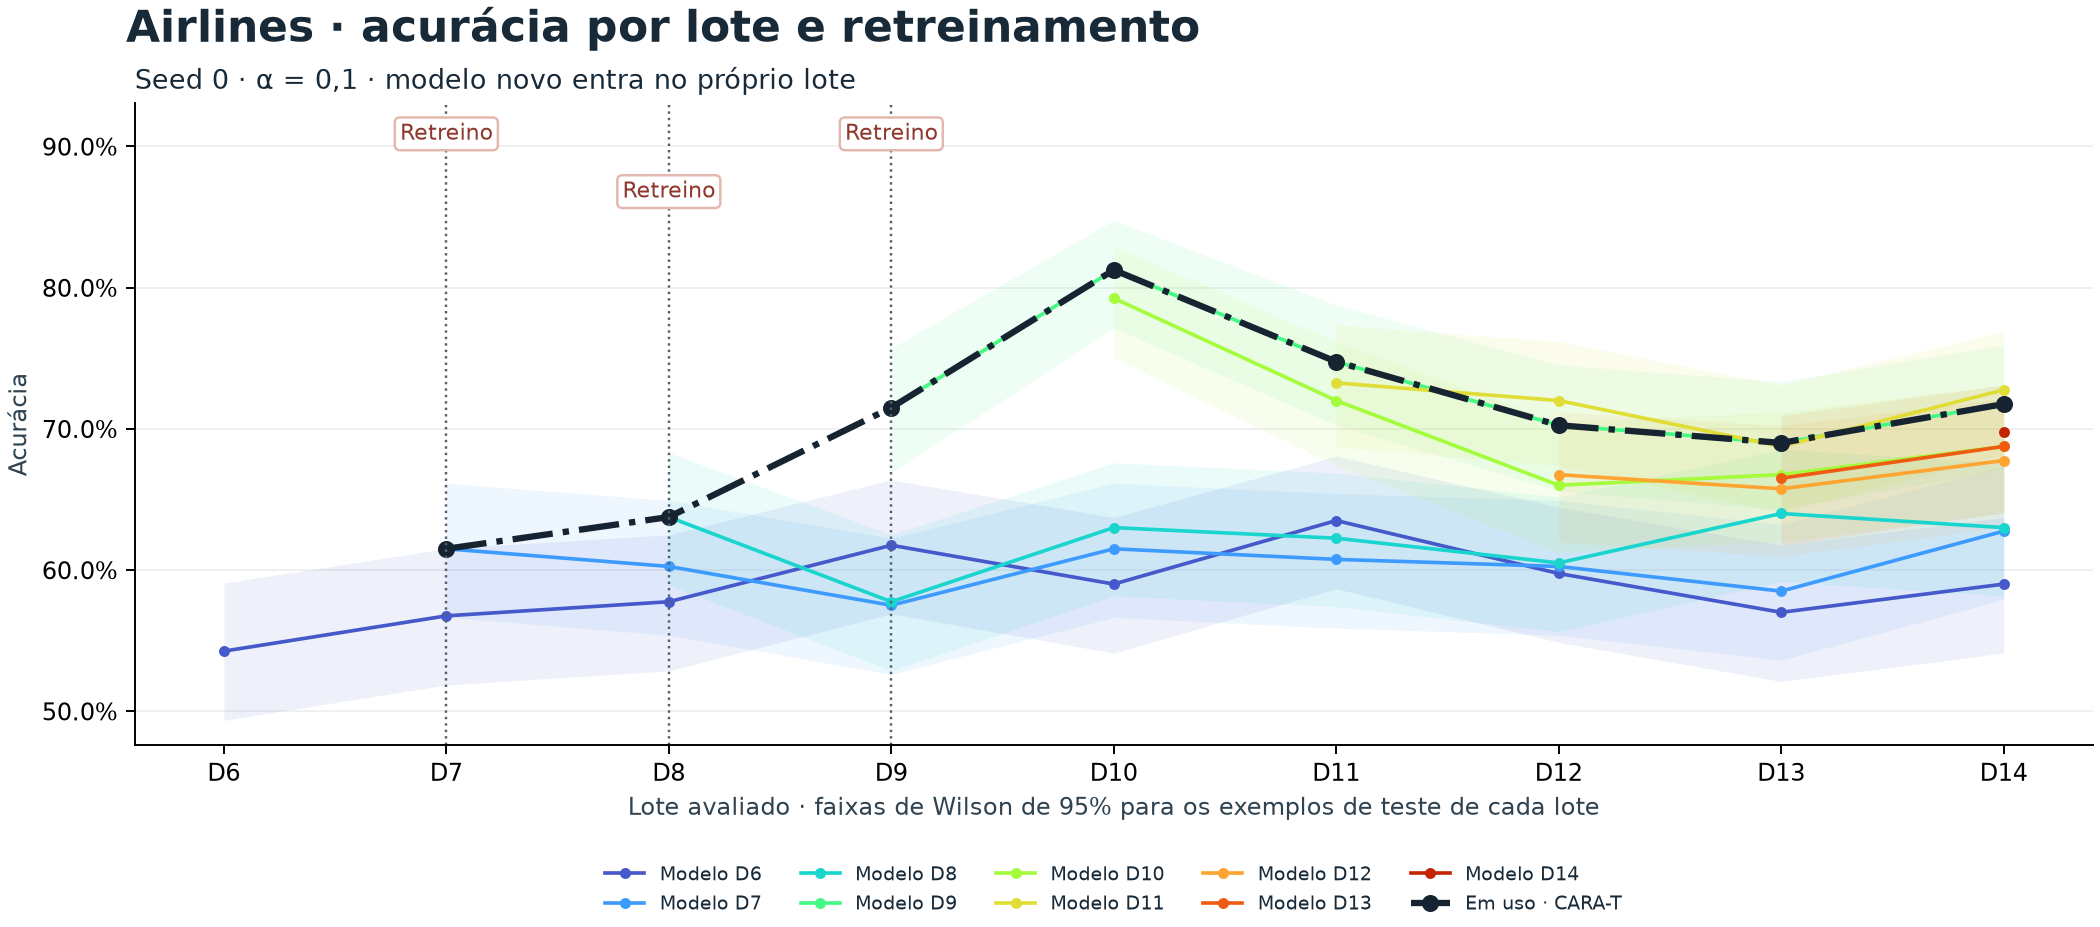 Airlines · acurácia por lote e retreinamento
Seed 0 · α = 0,1 · modelo novo entra no próprio lote
Retreino
Retreino
Retreino
90.0%
80.0%
70.0%
60.0%
50.0%
Acurácia
D6 D7 D8 D9 D10 D11 D12 D13 D14
Lote avaliado · faixas de Wilson de 95% para os exemplos de teste de cada lote
Modelo D6 Modelo D8 Modelo D10 Modelo D12 Modelo D14
Modelo D7 Modelo D9 Modelo D11 Modelo D13 Em uso · CARA-T